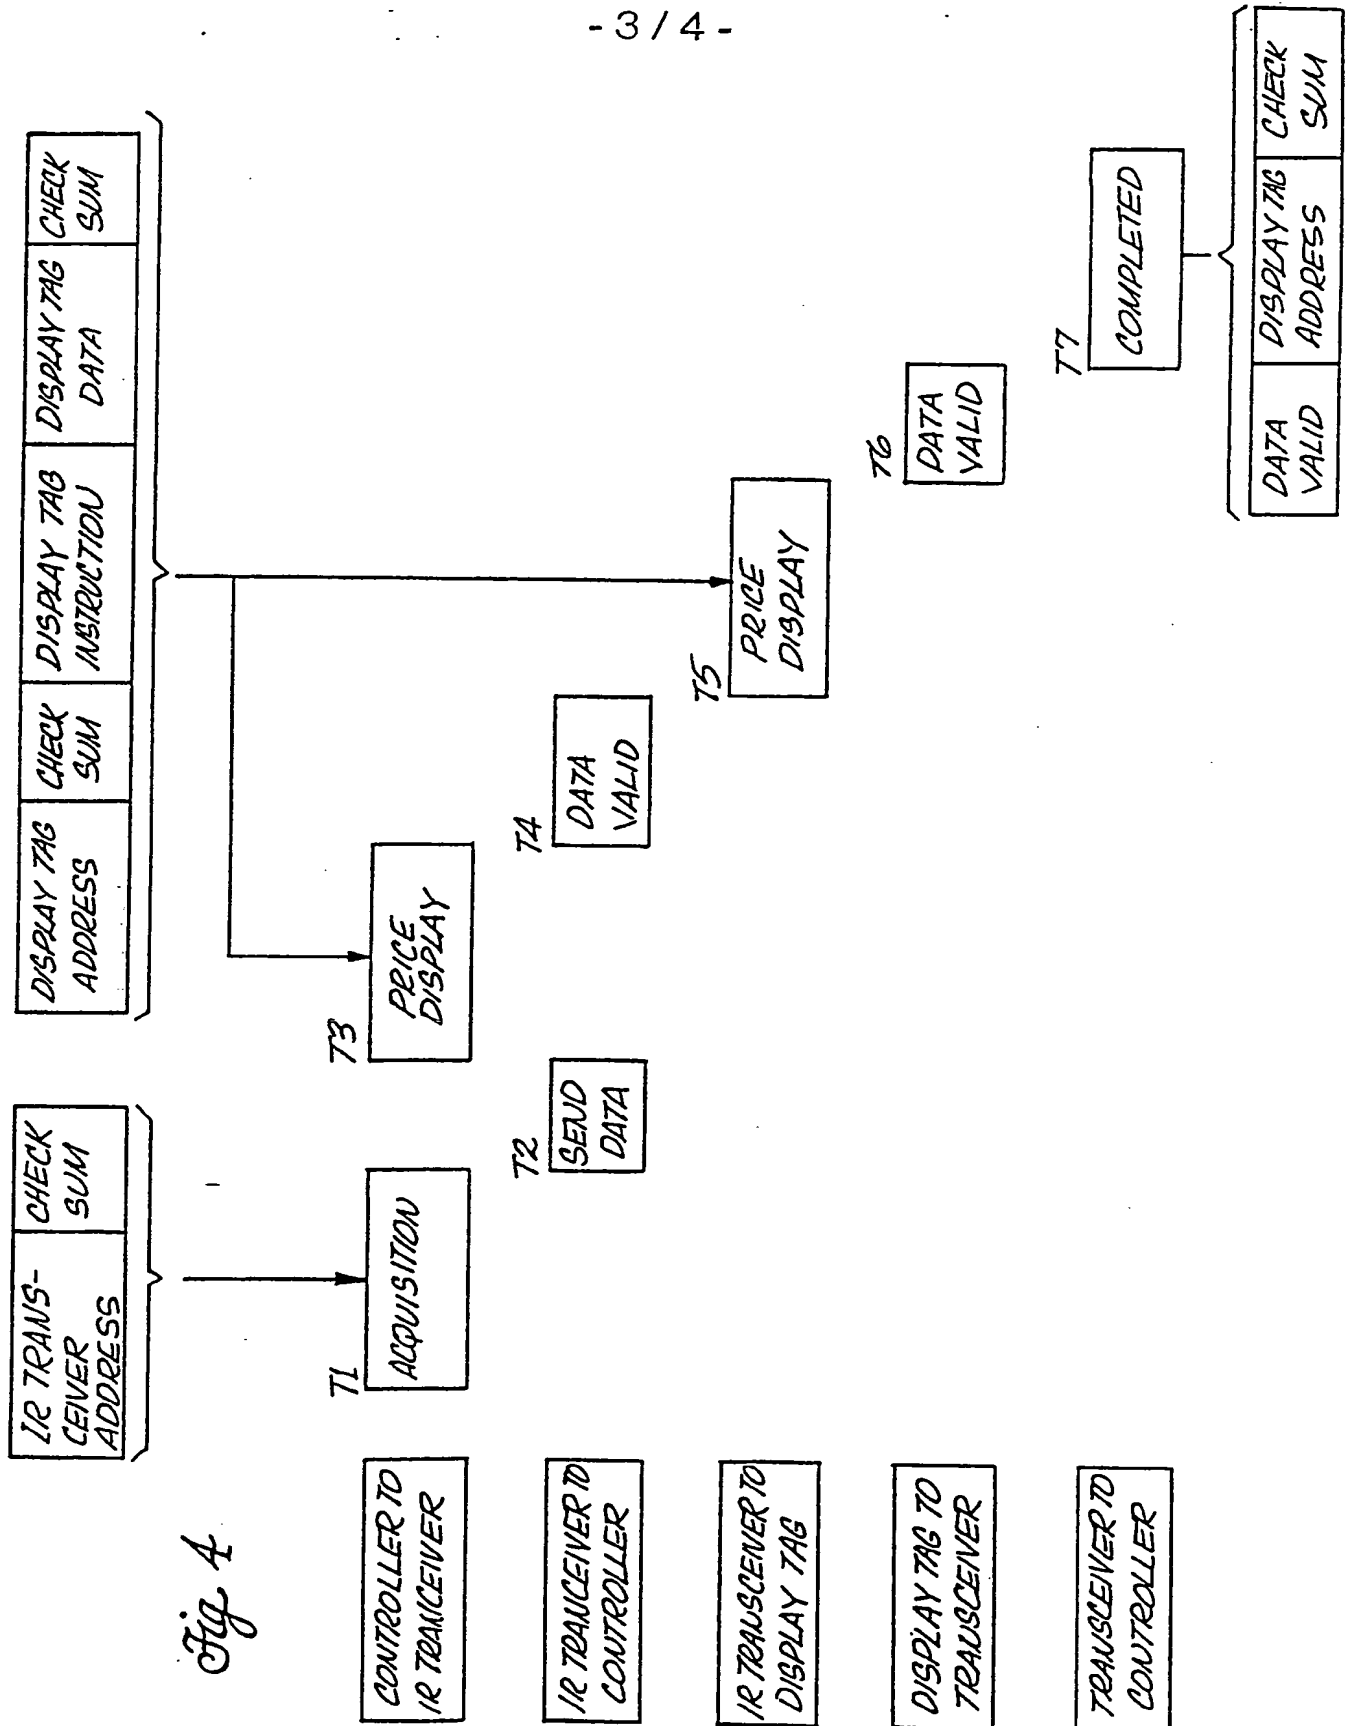 - 3 / 4 -
IR TRANS-
CEIVER
ADDRESS
CHECK
SUM
DISPLAY TAG
ADDRESS
CHECK
SUM
DISPLAY TAG
INSTRUCTION
DISPLAY TAG
DATA
CHECK
SUM
Fig 4
CONTROLLER TO
IR TRANCEIVER
T1
ACQUISITION
T3
PRICE
DISPLAY
IR TRANCEIVER TO
CONTROLLER
T2
SEND
DATA
T4
DATA
VALID
IR TRANSCEIVER TO
DISPLAY TAG
T5
PRICE
DISPLAY
DISPLAY TAG TO
TRANSCEIVER
T6
DATA
VALID
TRANSCEIVER TO
CONTROLLER
T7
COMPLETED
DATA
VALID
DISPLAY TAG
ADDRESS
CHECK
SUM